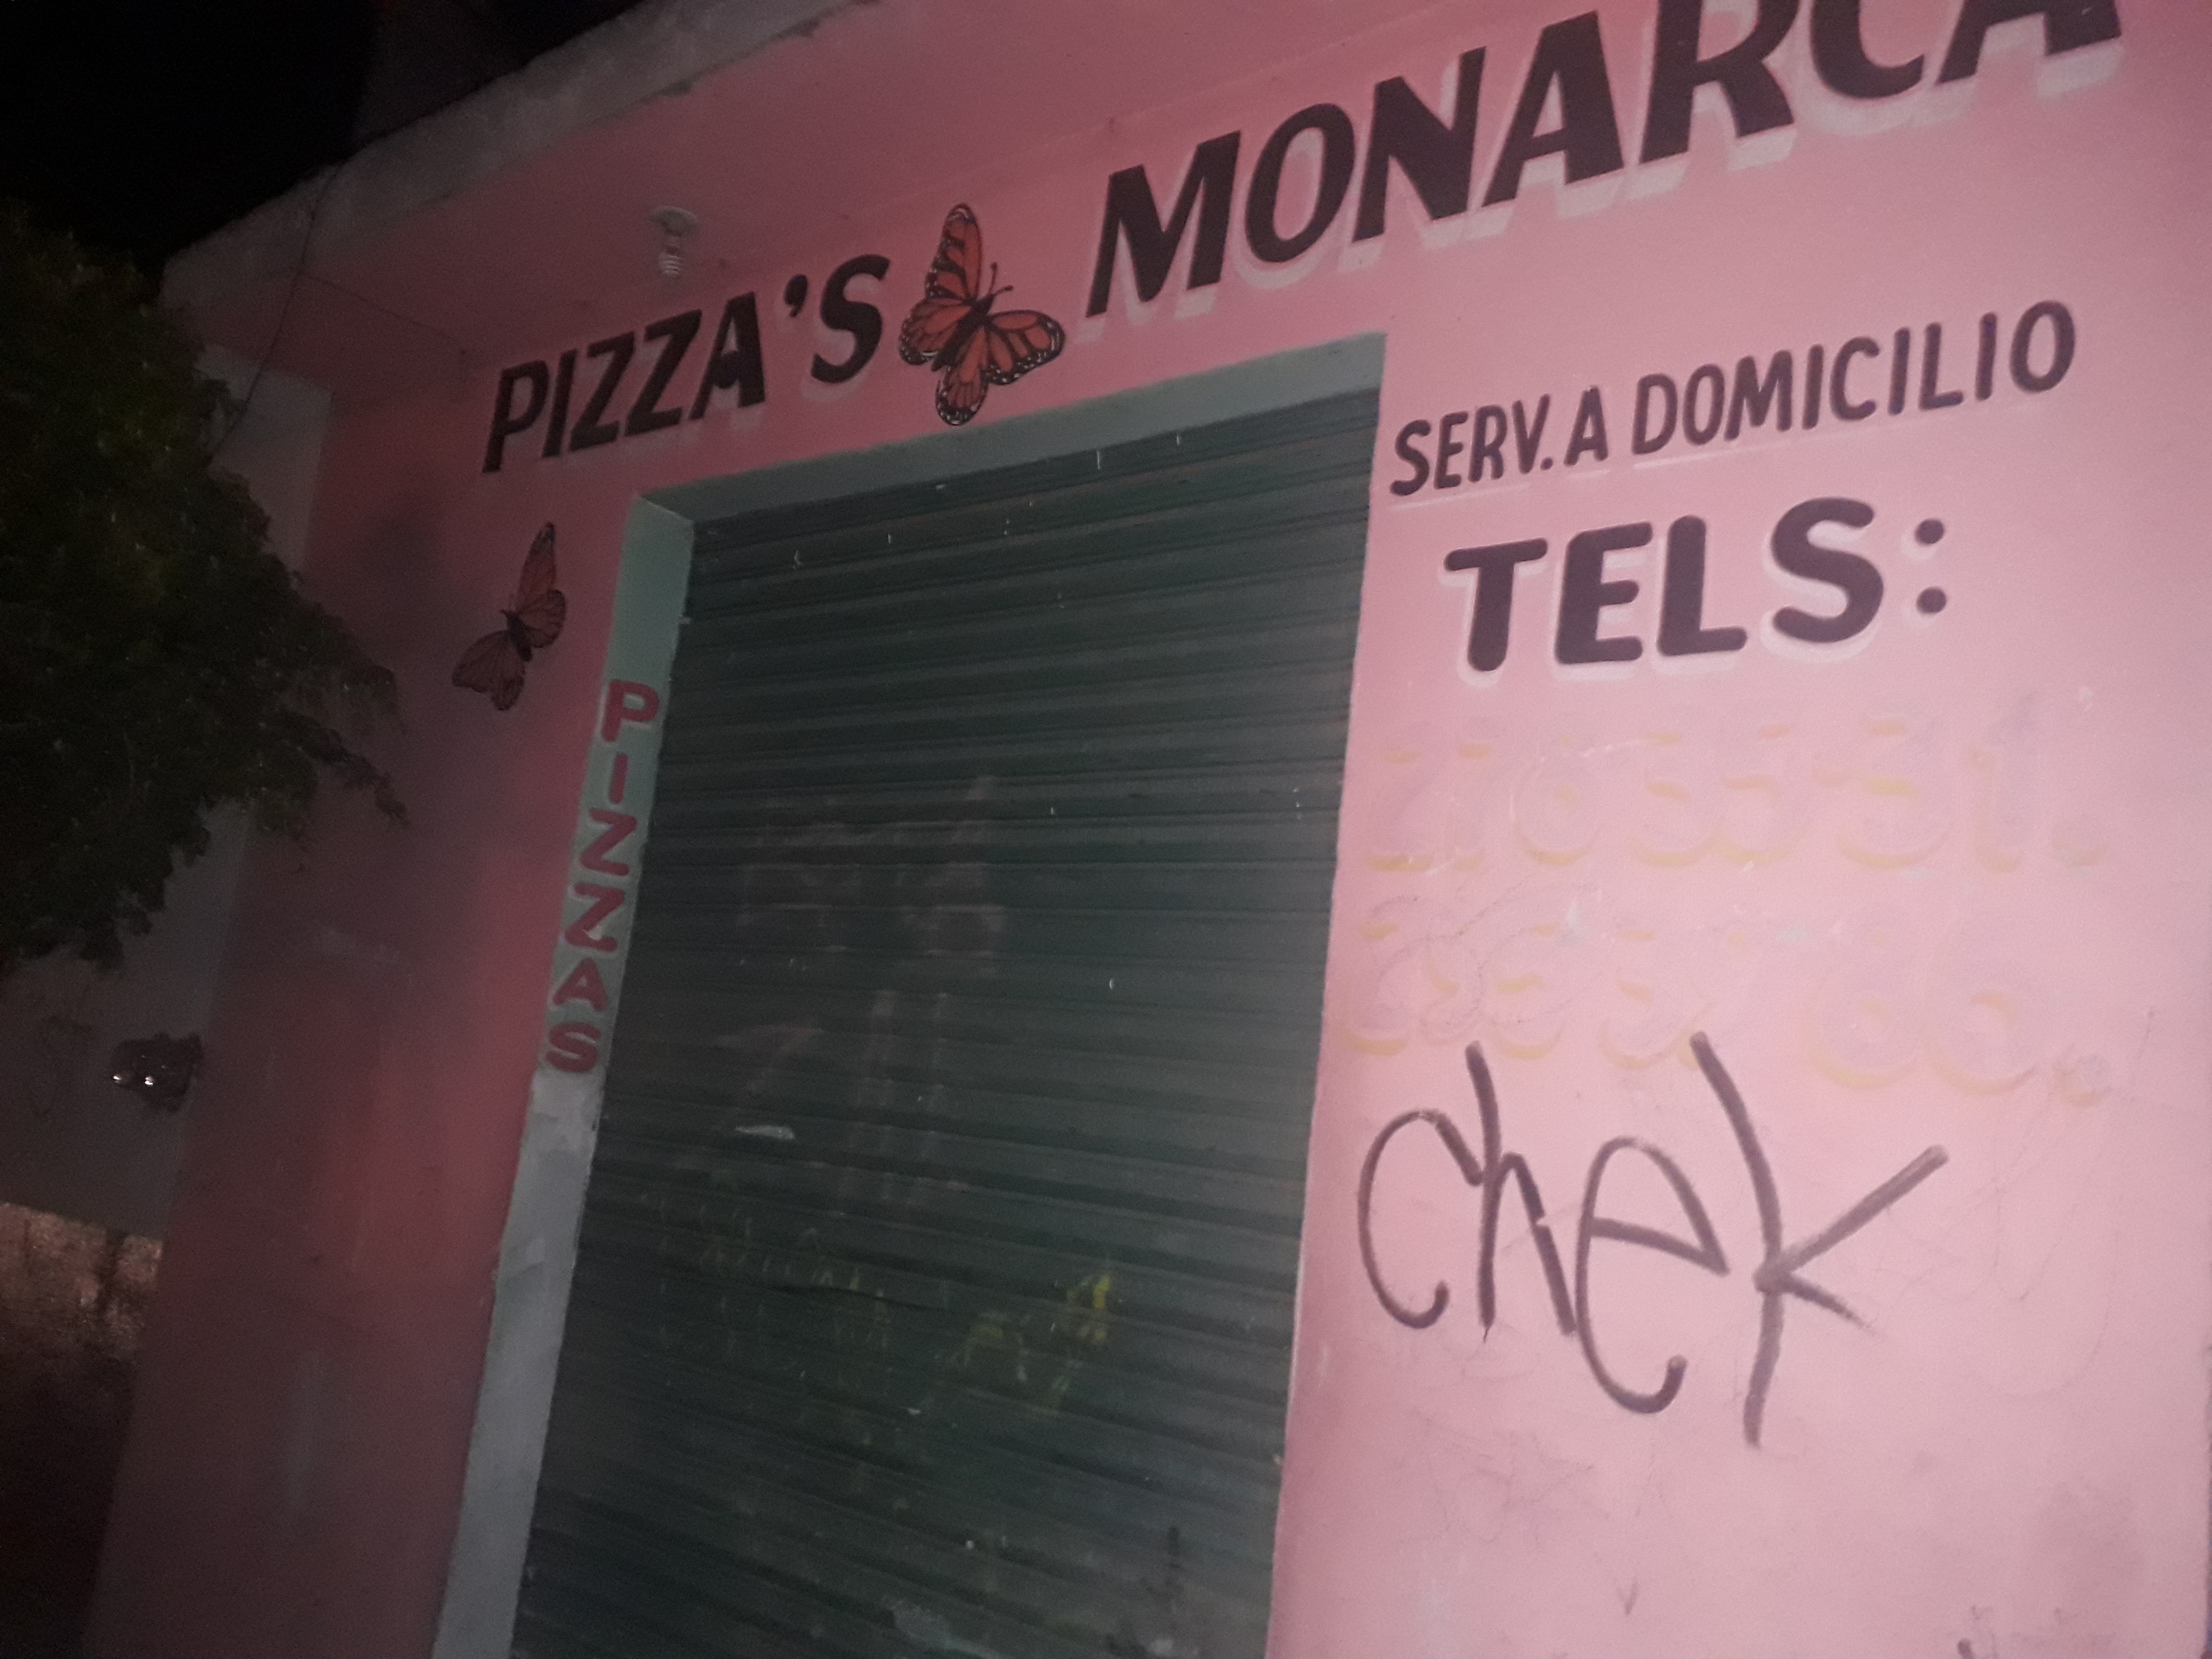 PIZZA'S MONARCA
SERV. A DOMICILIO
TELS:
PIZZAS
chek